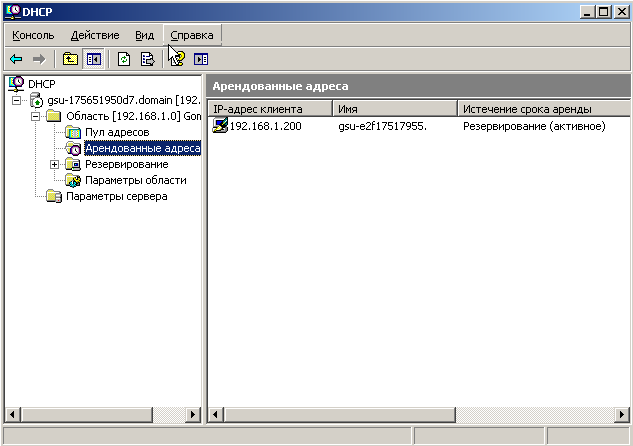 DHCP
Консоль Действие Вид Справка
DHCP
gsu-175651950d7.domain [192.
Область [192.168.1.0] Gom
Пул адресов
Арендованные адреса
Резервирование
Параметры области
Параметры сервера
Арендованные адреса
IP-адрес клиента Имя Истечение срока аренды
192.168.1.200 gsu-e2f17517955. Резервирование (активное)